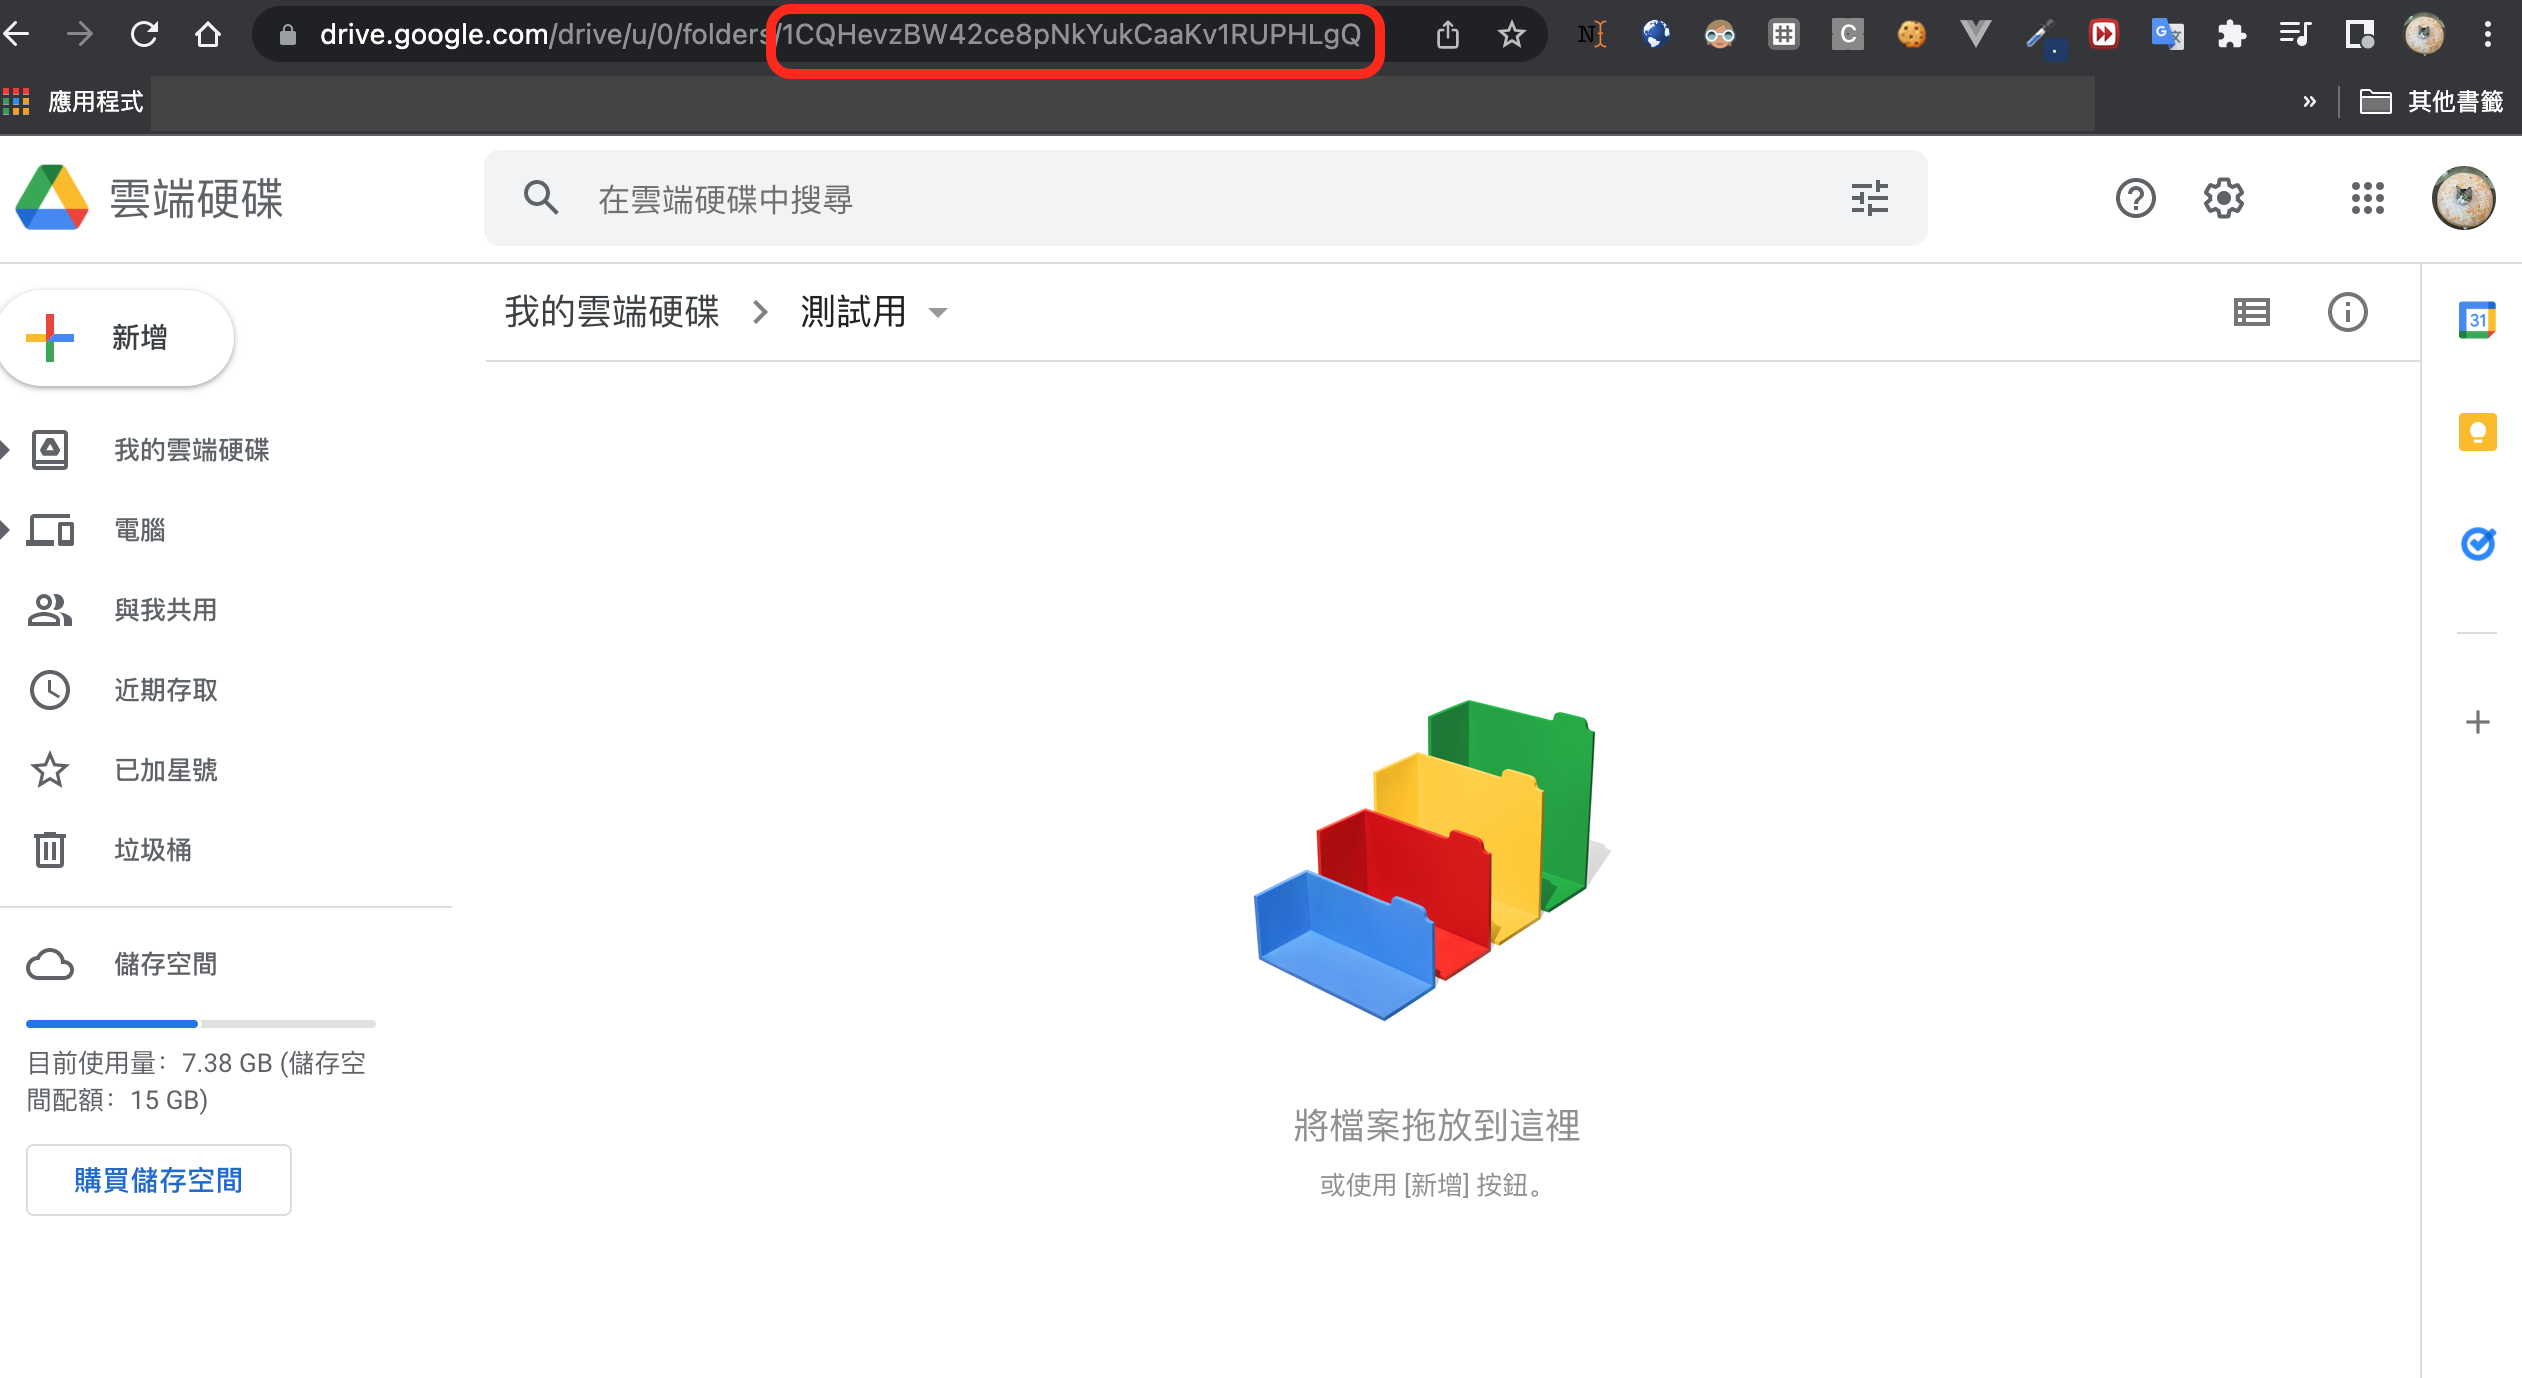 drive.google.com/drive/u/0/folders/1CQHevzBW42ce8pNkYukCaaKv1RUPHLgQ
應用程式
»
其他書籤
雲端硬碟
在雲端硬碟中搜尋
新增
我的雲端硬碟 > 測試用
31
我的雲端硬碟
電腦
與我共用
近期存取
已加星號
垃圾桶
儲存空間
目前使用量：7.38 GB (儲存空
間配額：15 GB)
購買儲存空間
將檔案拖放到這裡
或使用 [新增] 按鈕。